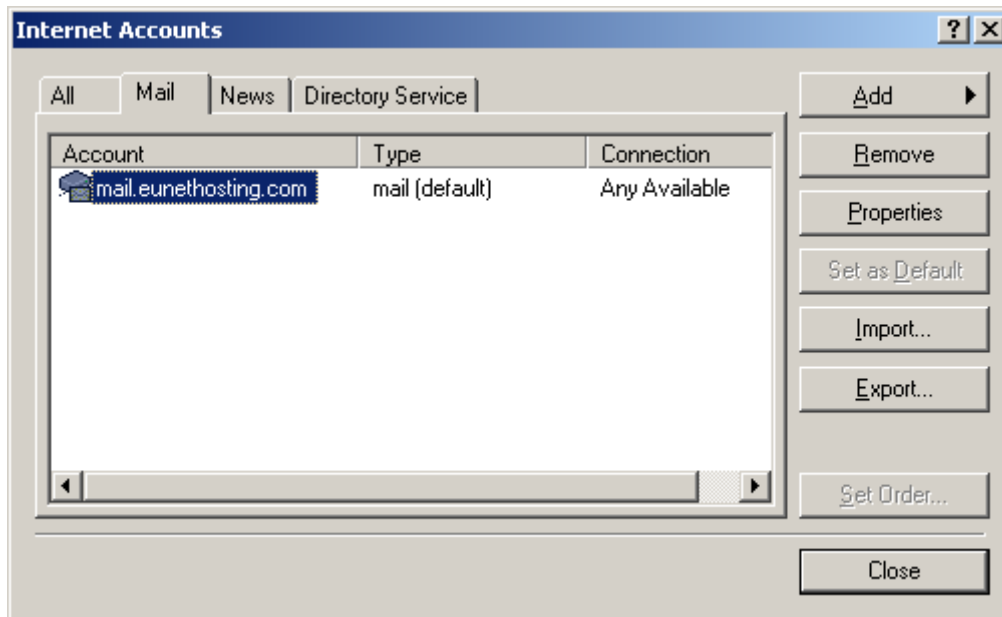 Internet Accounts
All Mail News Directory Service
Account Type Connection
mail.eunethosting.com mail (default) Any Available
Add
Remove
Properties
Set as Default
Import...
Export...
Set Order...
Close